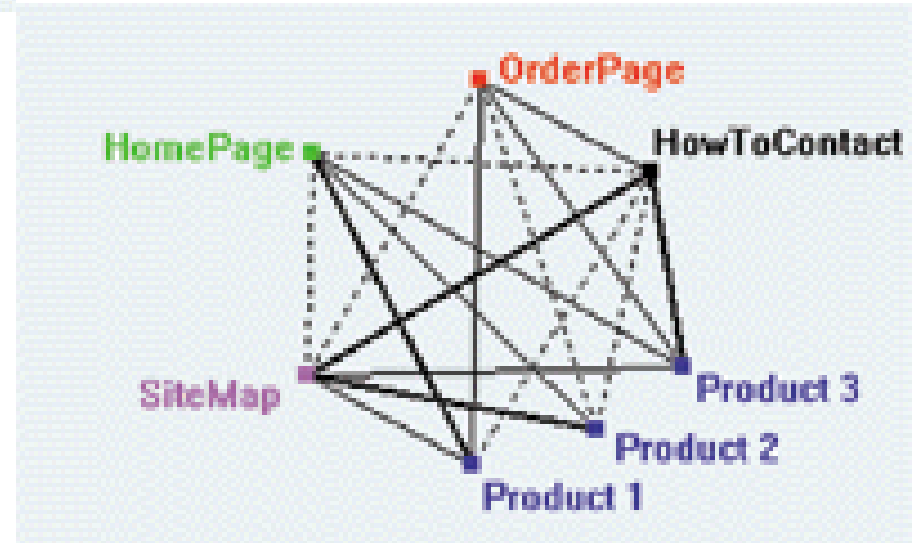 OrderPage
HomePage
HowToContact
SiteMap
Product 3
Product 2
Product 1